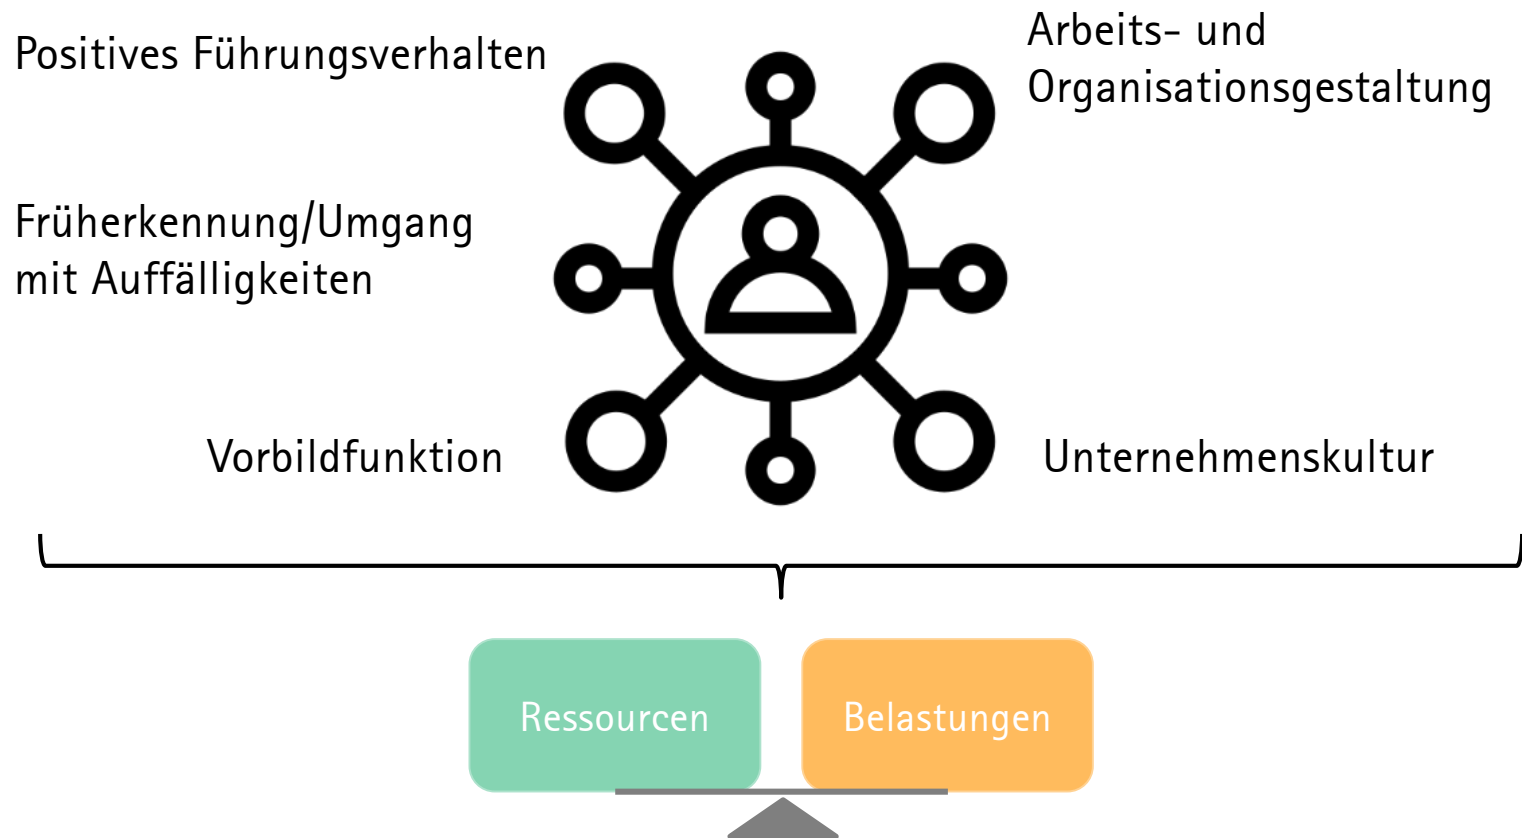 Positives Führungsverhalten
Arbeits- und
Organisationsgestaltung
Früherkennung/Umgang
mit Auffälligkeiten
Vorbildfunktion
Unternehmenskultur
Ressourcen
Belastungen